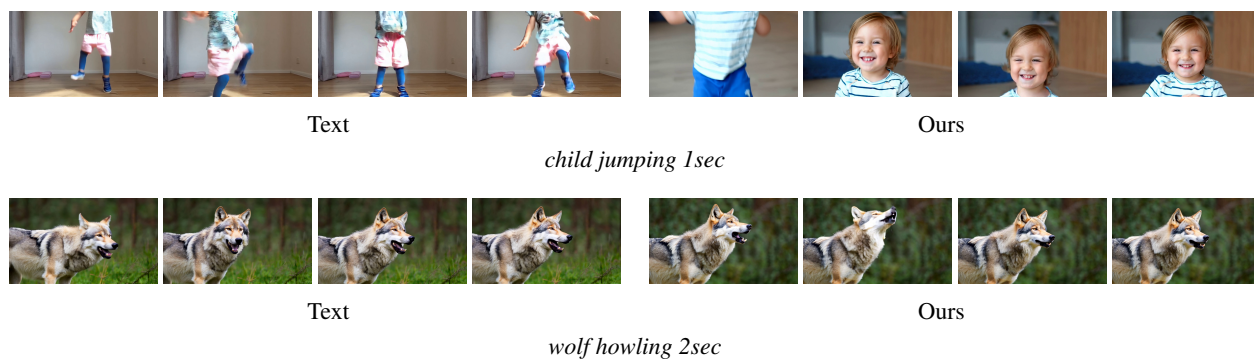 Text
Ours
child jumping 1sec
Text
Ours
wolf howling 2sec